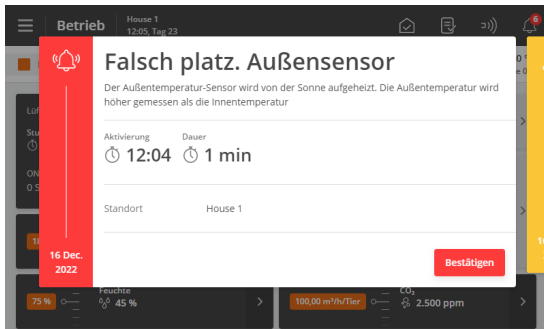 Betrieb
House 1
12:05, Tag 23
6
Falsch platz. Außensensor
Der Außentemperatur-Sensor wird von der Sonne aufgeheizt. Die Außentemperatur wird
höher gemessen als die Innentemperatur
Aktivierung Dauer
12:04 1 min
Standort House 1
16 Dec.
2022
Bestätigen
Feuchte CO₂
75 % 45 % 100,00 m³/h/Tier 2.500 ppm